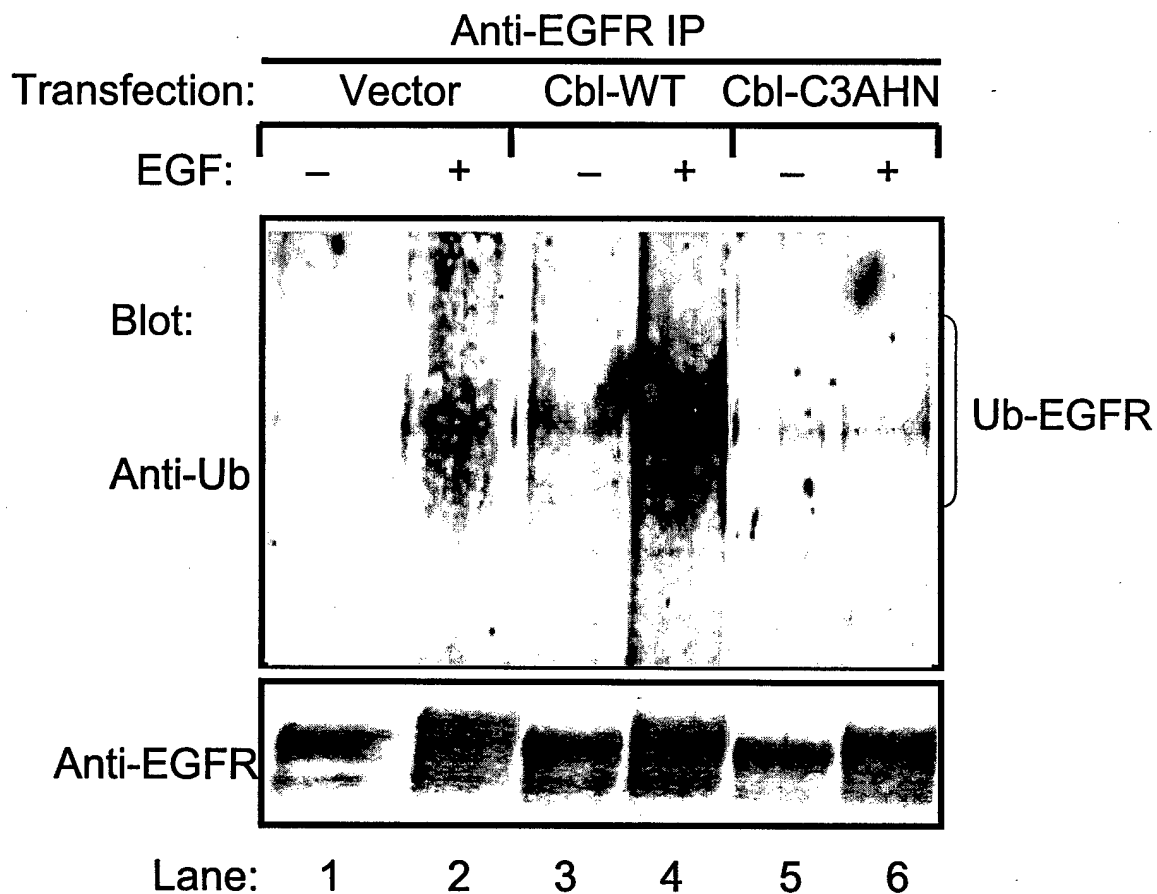 Anti-EGFR IP
Transfection: Vector Cbl-WT Cbl-C3AHN
EGF: – + – + – +
Blot:
Ub-EGFR
Anti-Ub
Anti-EGFR
Lane: 1 2 3 4 5 6